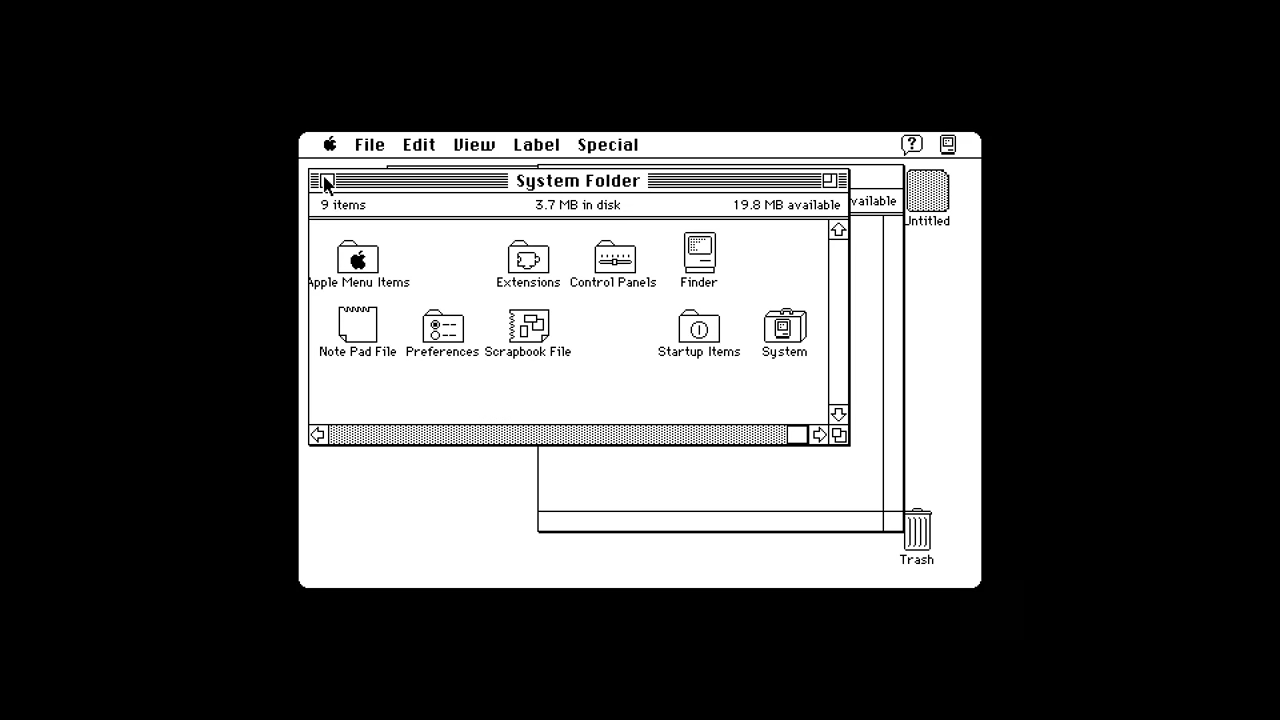 File Edit View Label Special
System Folder
9 items 3.7 MB in disk 19.8 MB available
vailable
Untitled
Apple Menu Items Extensions Control Panels Finder
Note Pad File Preferences Scrapbook File Startup Items System
Trash